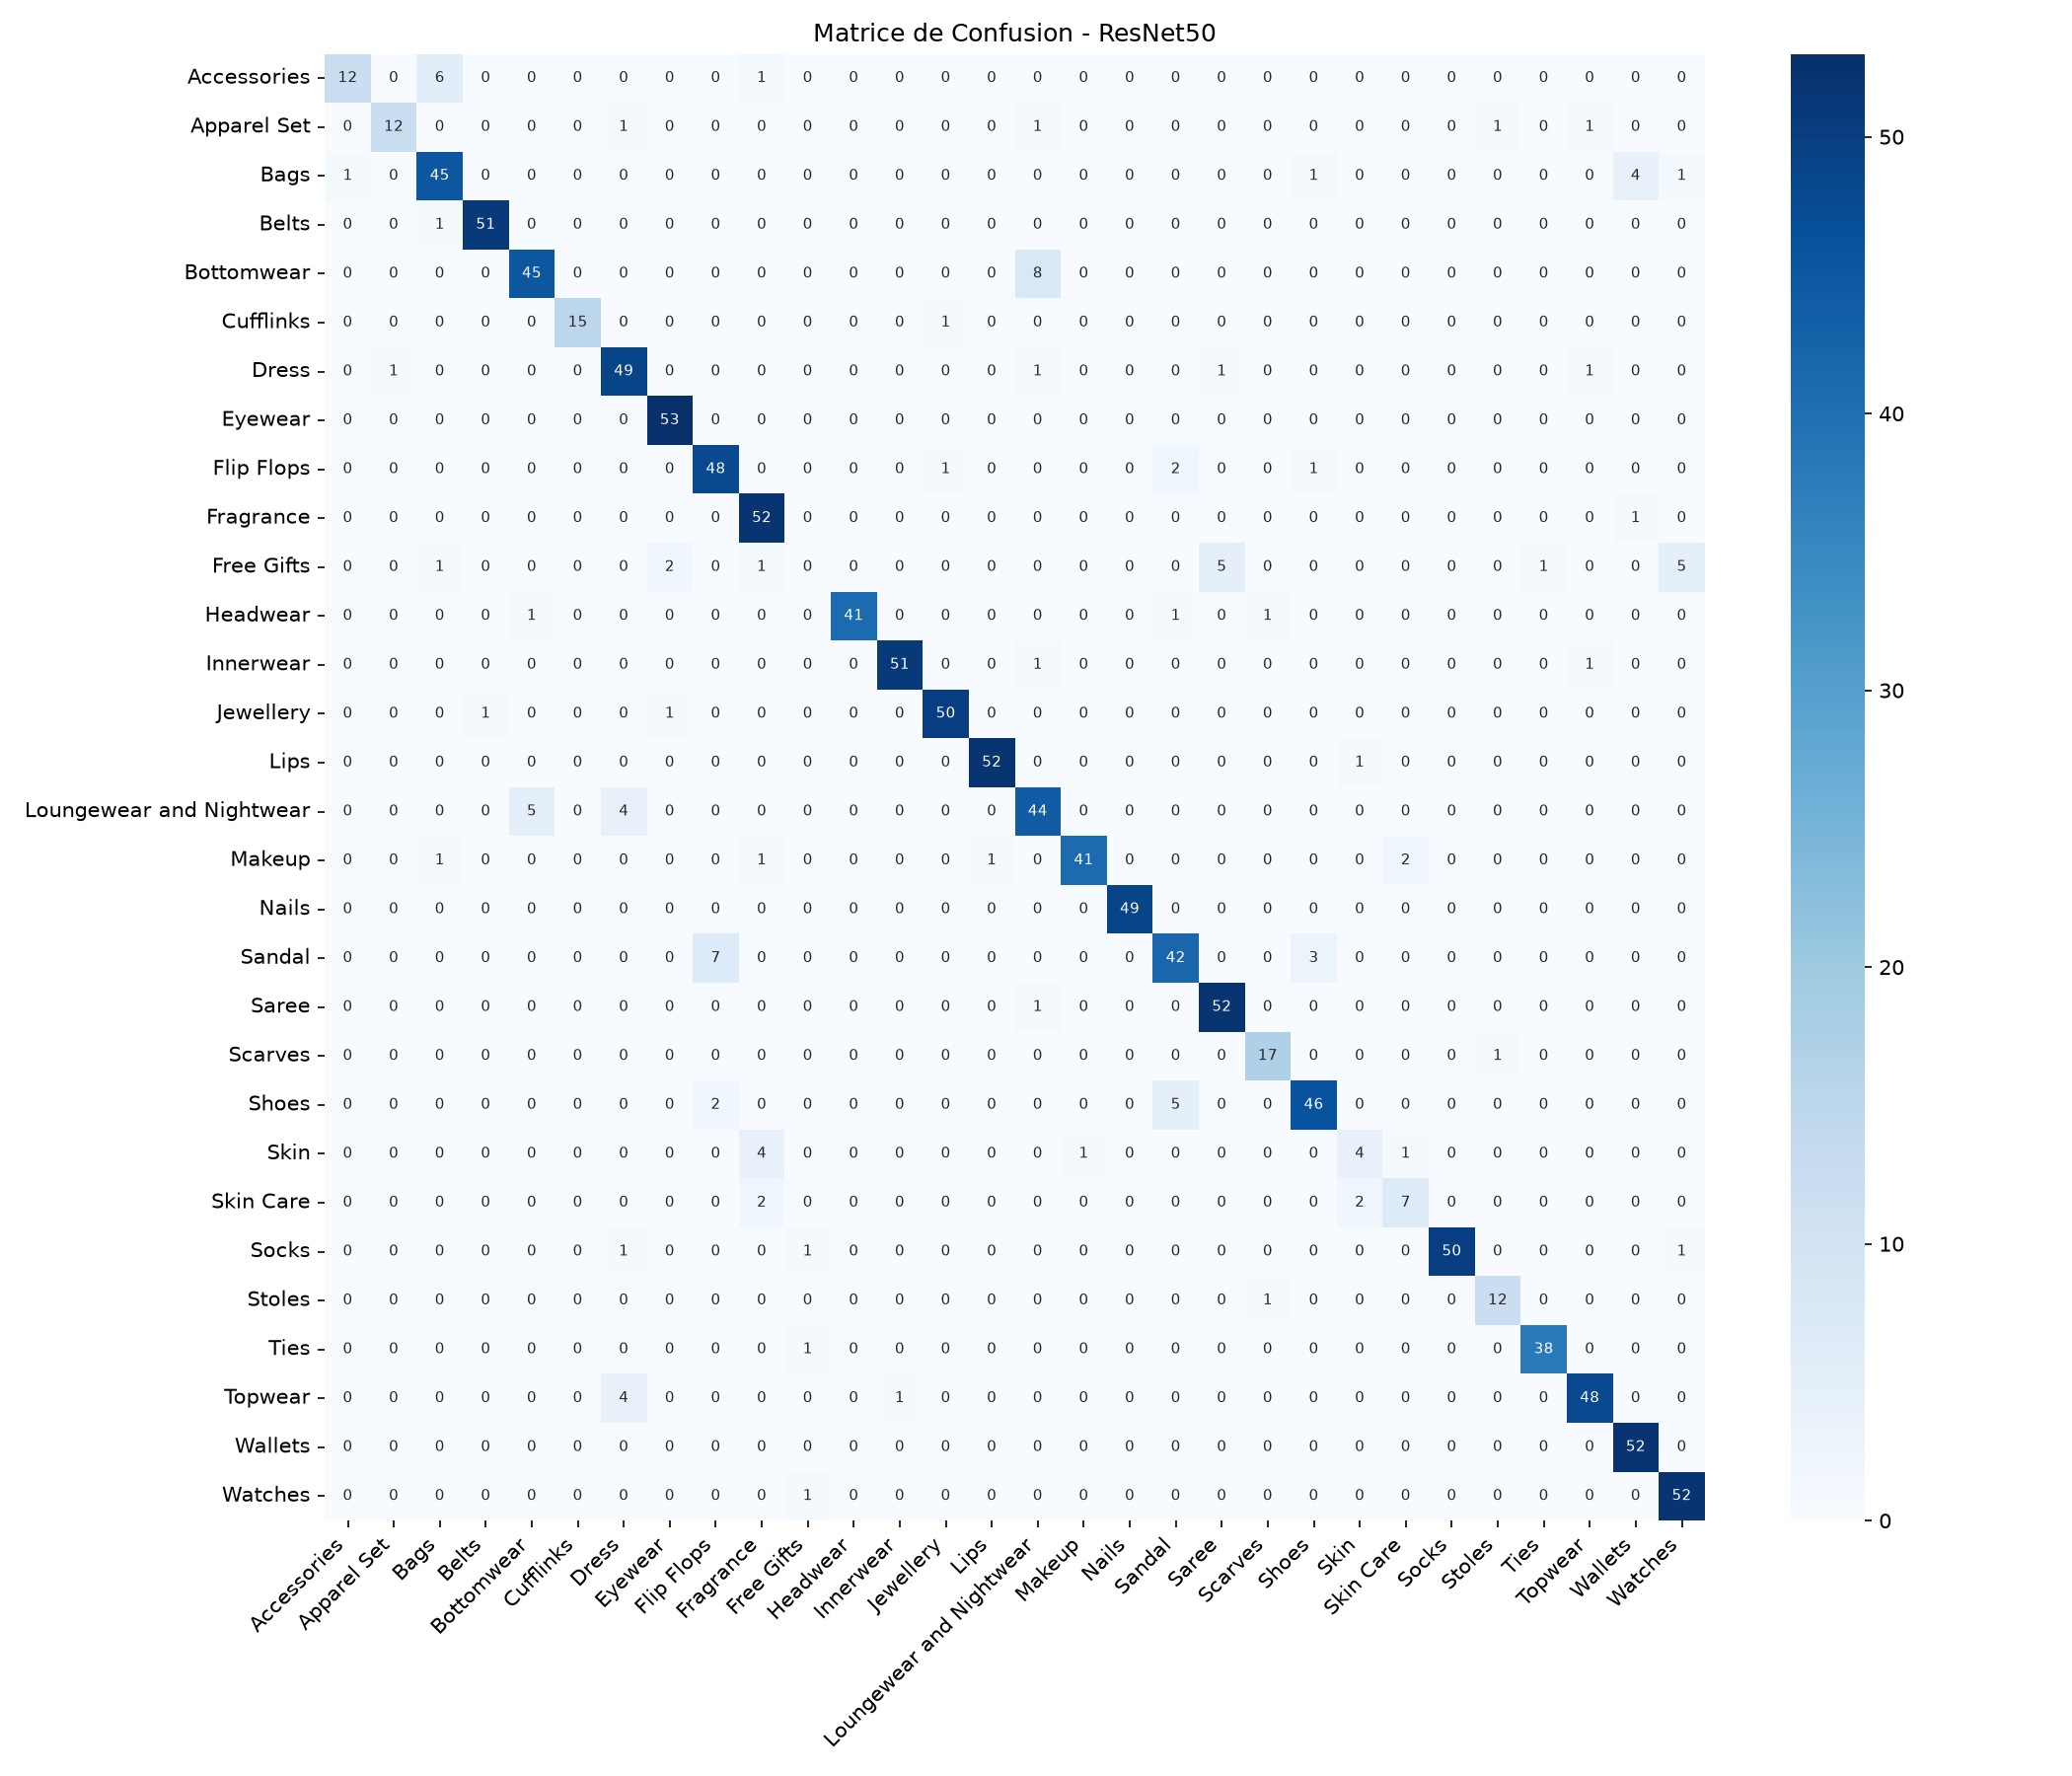 Matrice de Confusion - ResNet50
Accessories 12 0 6 0 0 0 0 0 0 1 0 0 0 0 0 0 0 0 0 0 0 0 0 0 0 0 0 0 0 0
Apparel Set 0 12 0 0 0 0 1 0 0 0 0 0 0 0 0 1 0 0 0 0 0 0 0 0 0 1 0 1 0 0
Bags 1 0 45 0 0 0 0 0 0 0 0 0 0 0 0 0 0 0 0 0 0 1 0 0 0 0 0 0 4 1
Belts 0 0 1 51 0 0 0 0 0 0 0 0 0 0 0 0 0 0 0 0 0 0 0 0 0 0 0 0 0 0
Bottomwear 0 0 0 0 45 0 0 0 0 0 0 0 0 0 0 8 0 0 0 0 0 0 0 0 0 0 0 0 0 0
Cufflinks 0 0 0 0 0 15 0 0 0 0 0 0 0 1 0 0 0 0 0 0 0 0 0 0 0 0 0 0 0 0
Dress 0 1 0 0 0 0 49 0 0 0 0 0 0 0 0 1 0 0 0 1 0 0 0 0 0 0 0 1 0 0
Eyewear 0 0 0 0 0 0 0 53 0 0 0 0 0 0 0 0 0 0 0 0 0 0 0 0 0 0 0 0 0 0
Flip Flops 0 0 0 0 0 0 0 0 48 0 0 0 0 1 0 0 0 0 2 0 0 1 0 0 0 0 0 0 0 0
Fragrance 0 0 0 0 0 0 0 0 0 52 0 0 0 0 0 0 0 0 0 0 0 0 0 0 0 0 0 0 1 0
Free Gifts 0 0 1 0 0 0 0 2 0 1 0 0 0 0 0 0 0 0 0 5 0 0 0 0 0 0 1 0 0 5
Headwear 0 0 0 0 1 0 0 0 0 0 0 41 0 0 0 0 0 0 1 0 1 0 0 0 0 0 0 0 0 0
Innerwear 0 0 0 0 0 0 0 0 0 0 0 0 51 0 0 1 0 0 0 0 0 0 0 0 0 0 0 1 0 0
Jewellery 0 0 0 1 0 0 0 1 0 0 0 0 0 50 0 0 0 0 0 0 0 0 0 0 0 0 0 0 0 0
Lips 0 0 0 0 0 0 0 0 0 0 0 0 0 0 52 0 0 0 0 0 0 0 1 0 0 0 0 0 0 0
Loungewear and Nightwear 0 0 0 0 5 0 4 0 0 0 0 0 0 0 0 44 0 0 0 0 0 0 0 0 0 0 0 0 0 0
Makeup 0 0 1 0 0 0 0 0 0 1 0 0 0 0 1 0 41 0 0 0 0 0 0 2 0 0 0 0 0 0
Nails 0 0 0 0 0 0 0 0 0 0 0 0 0 0 0 0 0 49 0 0 0 0 0 0 0 0 0 0 0 0
Sandal 0 0 0 0 0 0 0 0 7 0 0 0 0 0 0 0 0 0 42 0 0 3 0 0 0 0 0 0 0 0
Saree 0 0 0 0 0 0 0 0 0 0 0 0 0 0 0 1 0 0 0 52 0 0 0 0 0 0 0 0 0 0
Scarves 0 0 0 0 0 0 0 0 0 0 0 0 0 0 0 0 0 0 0 0 17 0 0 0 0 1 0 0 0 0
Shoes 0 0 0 0 0 0 0 0 2 0 0 0 0 0 0 0 0 0 5 0 0 46 0 0 0 0 0 0 0 0
Skin 0 0 0 0 0 0 0 0 0 4 0 0 0 0 0 0 1 0 0 0 0 0 4 1 0 0 0 0 0 0
Skin Care 0 0 0 0 0 0 0 0 0 2 0 0 0 0 0 0 0 0 0 0 0 0 2 7 0 0 0 0 0 0
Socks 0 0 0 0 0 0 1 0 0 0 1 0 0 0 0 0 0 0 0 0 0 0 0 0 50 0 0 0 0 1
Stoles 0 0 0 0 0 0 0 0 0 0 0 0 0 0 0 0 0 0 0 0 1 0 0 0 0 12 0 0 0 0
Ties 0 0 0 0 0 0 0 0 0 0 1 0 0 0 0 0 0 0 0 0 0 0 0 0 0 0 38 0 0 0
Topwear 0 0 0 0 0 0 4 0 0 0 0 0 1 0 0 0 0 0 0 0 0 0 0 0 0 0 0 48 0 0
Wallets 0 0 0 0 0 0 0 0 0 0 0 0 0 0 0 0 0 0 0 0 0 0 0 0 0 0 0 0 52 0
Watches 0 0 0 0 0 0 0 0 0 0 1 0 0 0 0 0 0 0 0 0 0 0 0 0 0 0 0 0 0 52
Accessories
Apparel Set
Bags
Belts
Bottomwear
Cufflinks
Dress
Eyewear
Flip Flops
Fragrance
Free Gifts
Headwear
Innerwear
Jewellery
Lips
Loungewear and Nightwear
Makeup
Nails
Sandal
Saree
Scarves
Shoes
Skin
Skin Care
Socks
Stoles
Ties
Topwear
Wallets
Watches
50
40
30
20
10
0